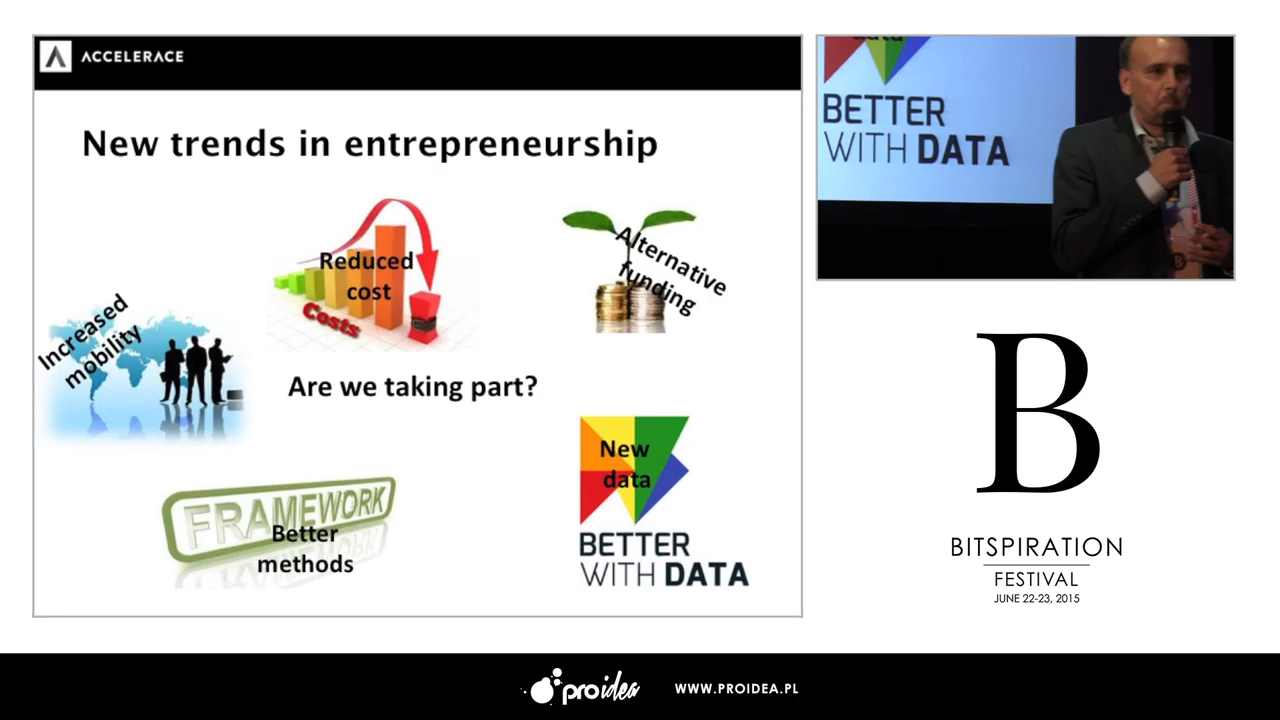 ACCELERACE
New trends in entrepreneurship
Reduced
cost
Costs
Alternative
funding
Increased
mobility
Are we taking part?
New
data
FRAMEWORK
Better
methods
BETTER
WITH DATA
data
BETTER
WITH DATA
B
BITSPIRATION
FESTIVAL
JUNE 22-23, 2015
proidea
WWW.PROIDEA.PL